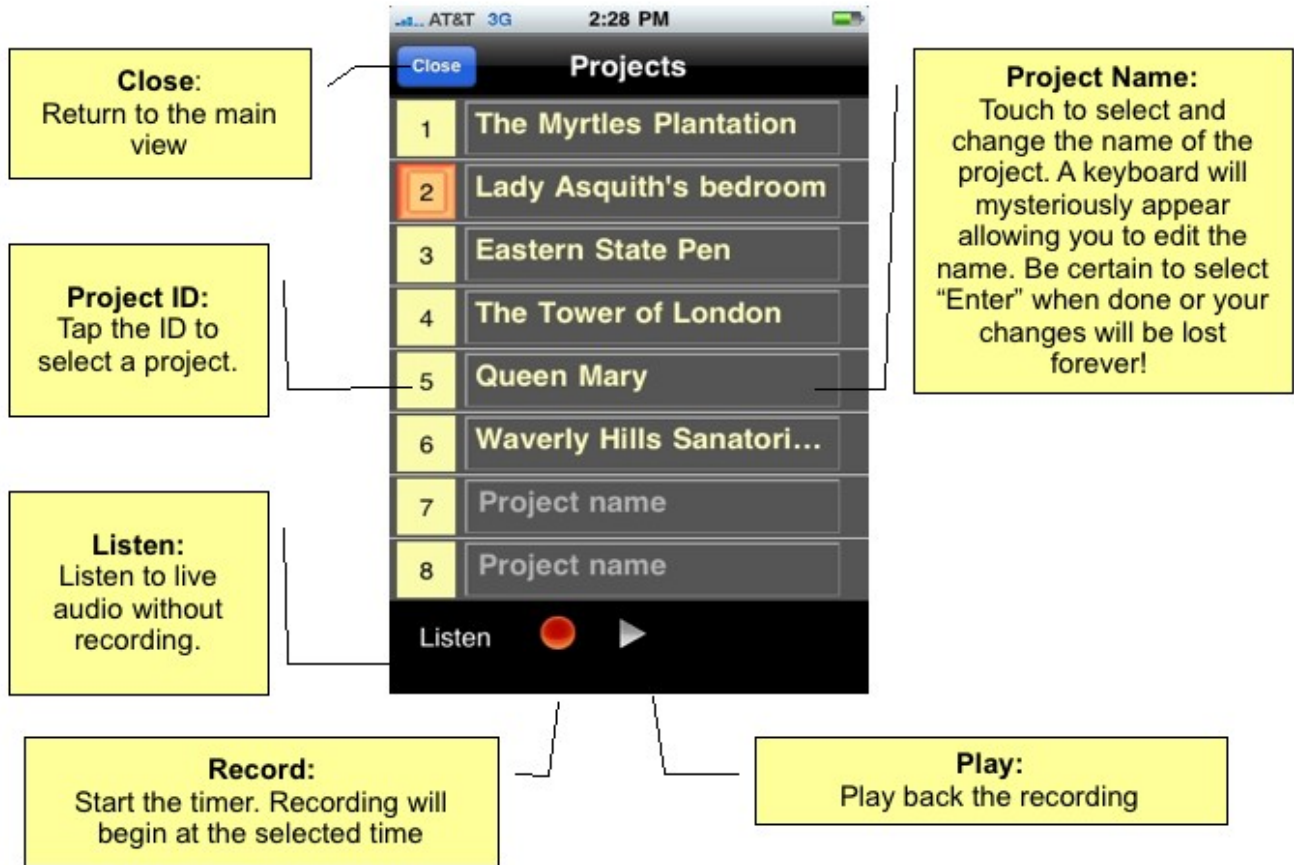 AT&T 3G 2:28 PM
Close Projects
1 The Myrtles Plantation
2 Lady Asquith's bedroom
3 Eastern State Pen
4 The Tower of London
5 Queen Mary
6 Waverly Hills Sanatori...
7 Project name
8 Project name
Listen
Close:
Return to the main
view
Project ID:
Tap the ID to
select a project.
Listen:
Listen to live
audio without
recording.
Project Name:
Touch to select and
change the name of the
project. A keyboard will
mysteriously appear
allowing you to edit the
name. Be certain to select
“Enter” when done or your
changes will be lost
forever!
Record:
Start the timer. Recording will
begin at the selected time
Play:
Play back the recording